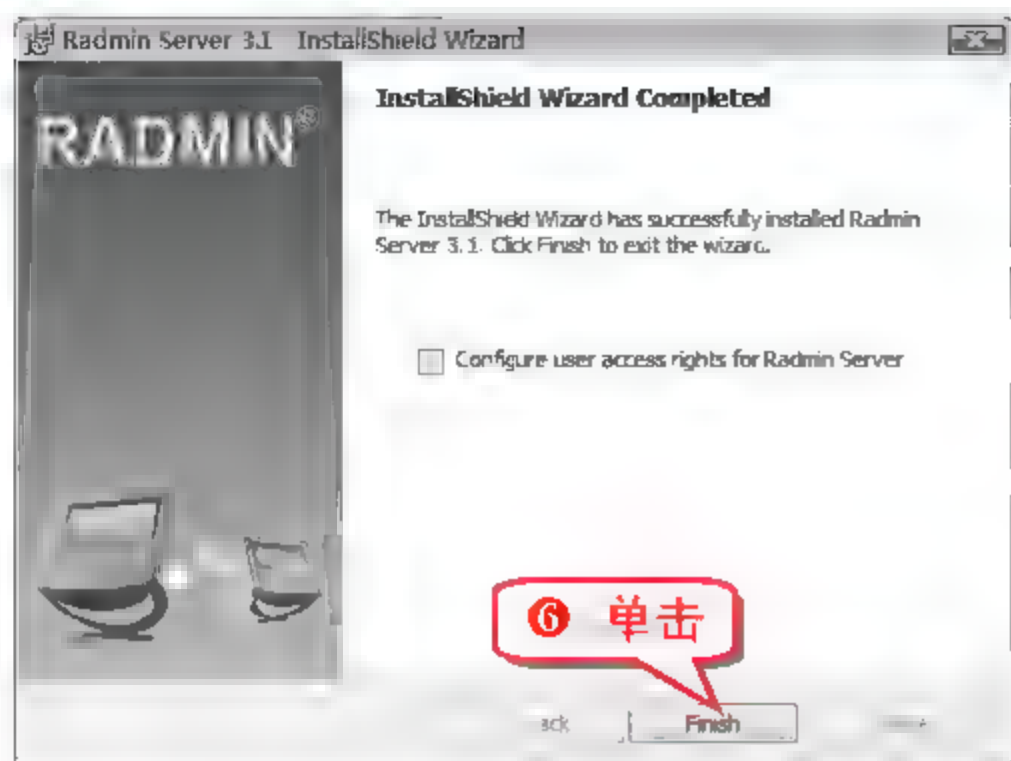 Radmin Server 3.1 InstallShield Wizard
RADMIN®
InstallShield Wizard Completed
The InstallShield Wizard has successfully installed Radmin
Server 3.1. Click Finish to exit the wizard.
Configure user access rights for Radmin Server
❻ 单击
Finish